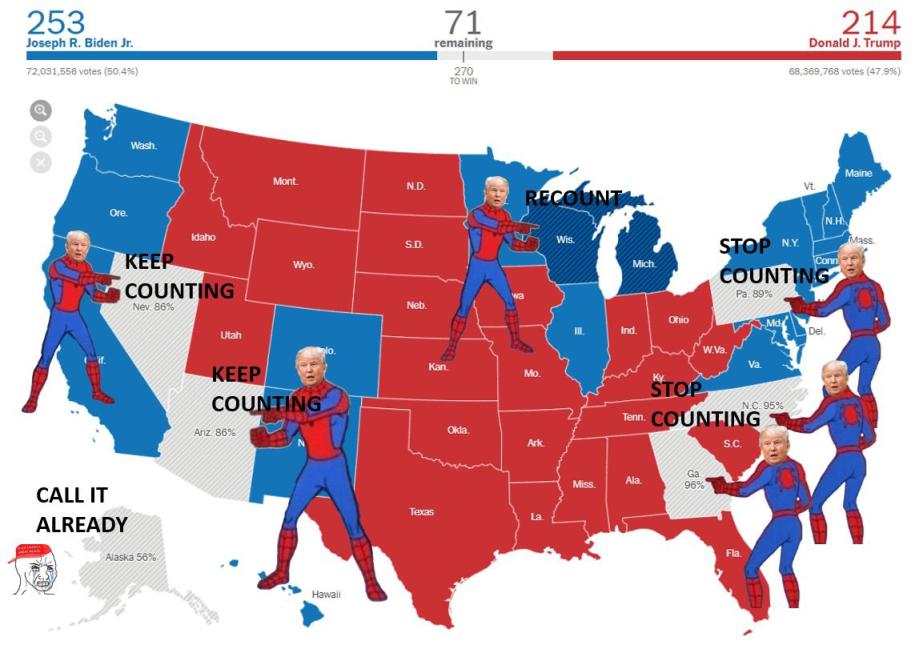 253
Joseph R. Biden Jr.
71
remaining
214
Donald J. Trump
72,031,556 votes (50.4%)
270
TO WIN
68,369,768 votes (47.9%)
Wash.
Mont.
N.D.
Maine
Vt.
Ore.
Idaho
S.D.
RECOUNT
Wis.
Mich.
N.H.
N.Y.
Mass.
Conn
STOP
COUNTING
Wyo.
KEEP
COUNTING
Nev. 86%
Neb.
wa
Pa. 89%
Utah
Ill.
Ind.
Ohio
Md
Del.
W.Va.
Va.
lo.
Kan.
Mo.
Ky.
if.
KEEP
COUNTING
STOP
COUNTING
N.C. 95%
Tenn.
Ariz. 86%
N
Okla.
Ark.
S.C.
Miss.
Ala.
Ga.
96%
Texas
La.
CALL IT
ALREADY
Fla.
Alaska 56%
Hawaii